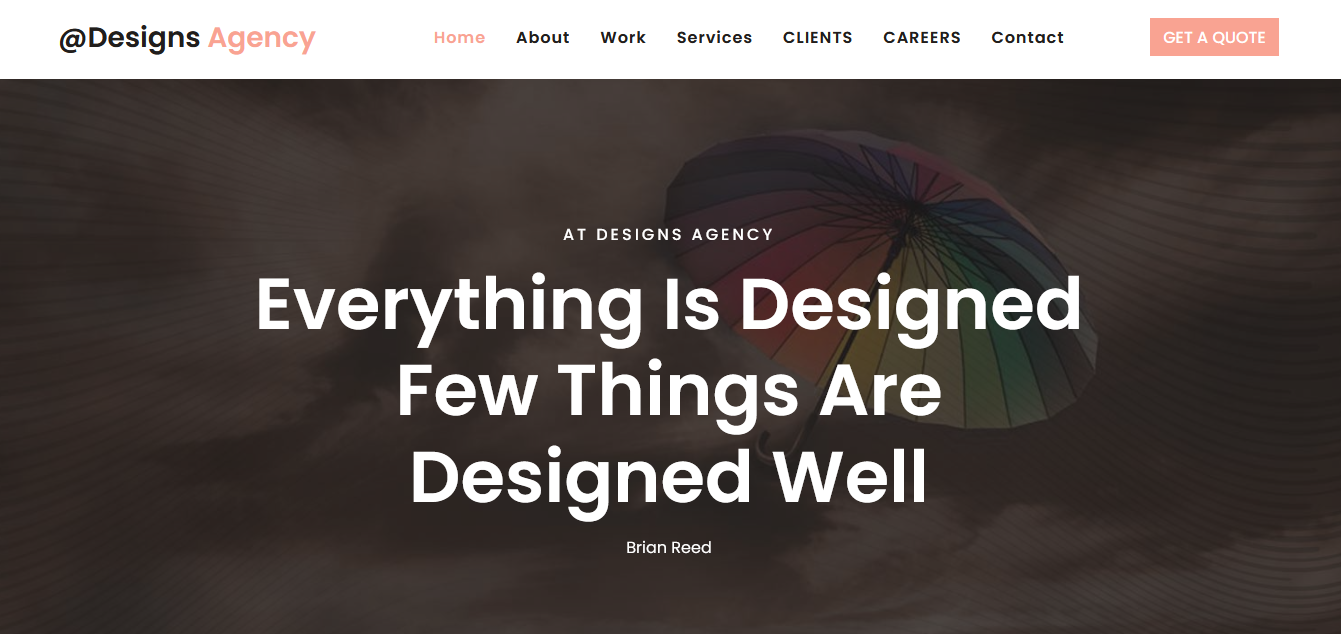 @Designs Agency
Home About Work Services CLIENTS CAREERS Contact
GET A QUOTE
AT DESIGNS AGENCY
Everything Is Designed
Few Things Are
Designed Well
Brian Reed